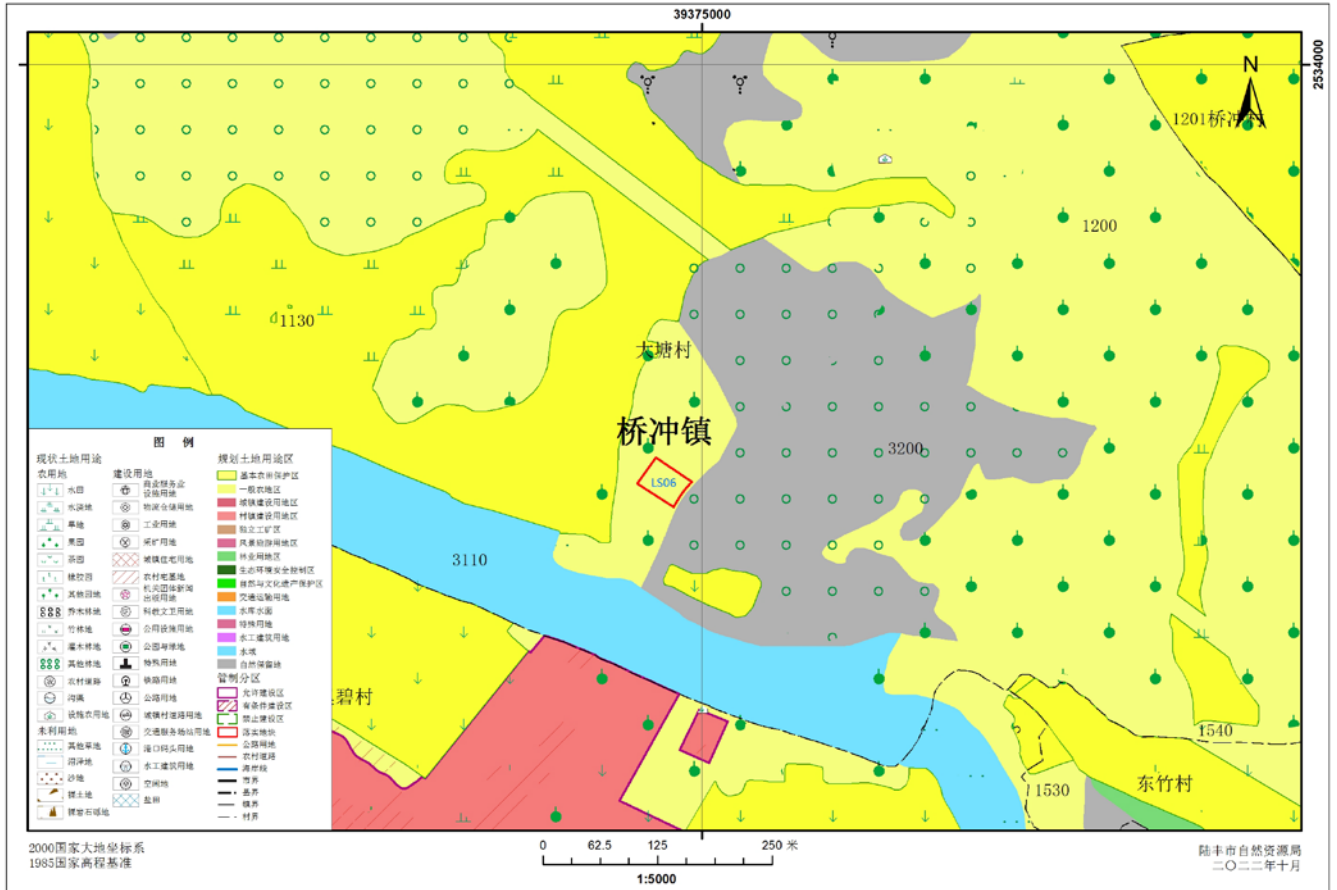 39375000
2534000
N
1201桥冲村
1200
1130
大塘村
桥冲镇
LS06
3200
3110
碧村
1540
1530
东竹村
图 例
现状土地用途
农用地
水田
水浇地
旱地
果园
茶园
橡胶园
其他园地
乔木林地
竹林地
灌木林地
其他林地
农村道路
沟渠
设施农用地
未利用地
其他草地
沼泽地
沙地
裸土地
裸岩石砾地
建设用地
商业服务业
设施用地
物流仓储用地
工业用地
采矿用地
城镇住宅用地
农村宅基地
机关团体新闻
出版用地
科教文卫用地
公用设施用地
公园与绿地
特殊用地
铁路用地
公路用地
城镇村道路用地
交通服务场站用地
港口码头用地
水工建筑用地
空闲地
盐田
规划土地用途区
基本农田保护区
一般农地区
城镇建设用地区
村镇建设用地区
独立工矿区
风景旅游用地区
林业用地区
生态环境安全控制区
自然与文化遗产保护区
交通运输用地
水库水面
特殊用地
水工建筑用地
水域
自然保留地
管制分区
允许建设区
有条件建设区
禁止建设区
落实地块
公路用地
农村道路
海岸线
市界
县界
镇界
村界
2000国家大地坐标系
1985国家高程基准
0 62.5 125 250 米
1:5000
陆丰市自然资源局
二〇二二年十月